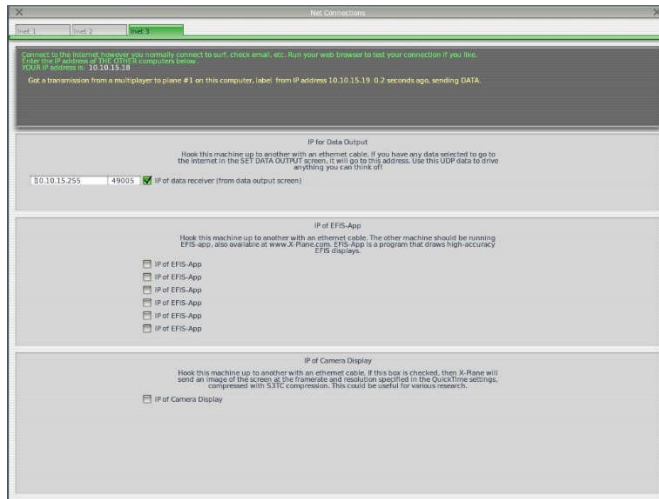 Net Connections
Inet 1
Inet 2
Inet 3
Connect to the Internet however you normally connect to surf, check email, etc. Run your web browser to test your connection if you like.
Enter the IP address of THE OTHER computers below
YOUR IP address is: 10.10.15.18
Got a transmission from a multiplayer to plane #1 on this computer, label from IP address 10.10.15.19 0.2 seconds ago, sending DATA.
IP for Data Output
Hook this machine up to another with an ethernet cable. If you have any data selected to go to
the internet in the SET DATA OUTPUT screen, it will go to this address. Use this UDP data to drive
anything you can think of!
10.10.15.255 49005 IP of data receiver (from data output screen)
IP of EFIS-App
Hook this machine up to another with an ethernet cable. The other machine should be running
EFIS-app, also available at www.X-Plane.com. EFIS-App is a program that draws high-accuracy
EFIS displays.
IP of EFIS-App
IP of EFIS-App
IP of EFIS-App
IP of EFIS-App
IP of EFIS-App
IP of EFIS-App
IP of Camera Display
Hook this machine up to another with an ethernet cable. If this box is checked, then X-Plane will
send an image of the screen at the framerate and resolution specified in the QuickTime settings,
compressed with S3TC compression. This could be useful for various research.
IP of Camera Display